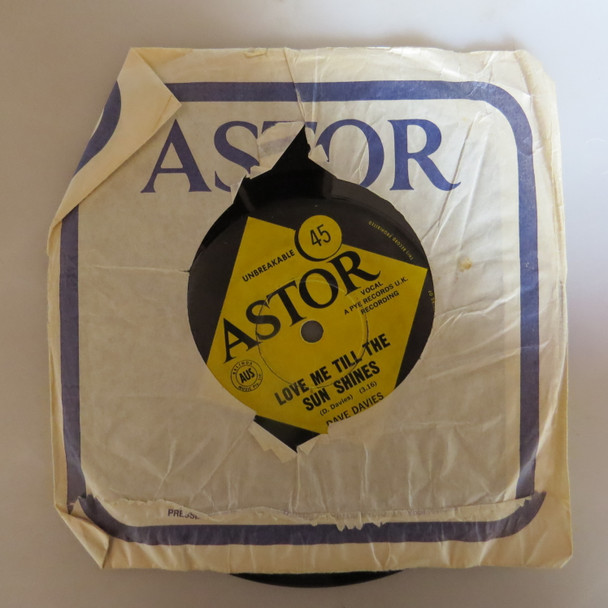 ASTOR
45
UNBREAKABLE
ASTOR
VOCAL
A PYE RECORDS U.K.
RECORDING
AUS
LOVE ME TILL THE
SUN SHINES
(D. Davies) (3.16)
DAVE DAVIES